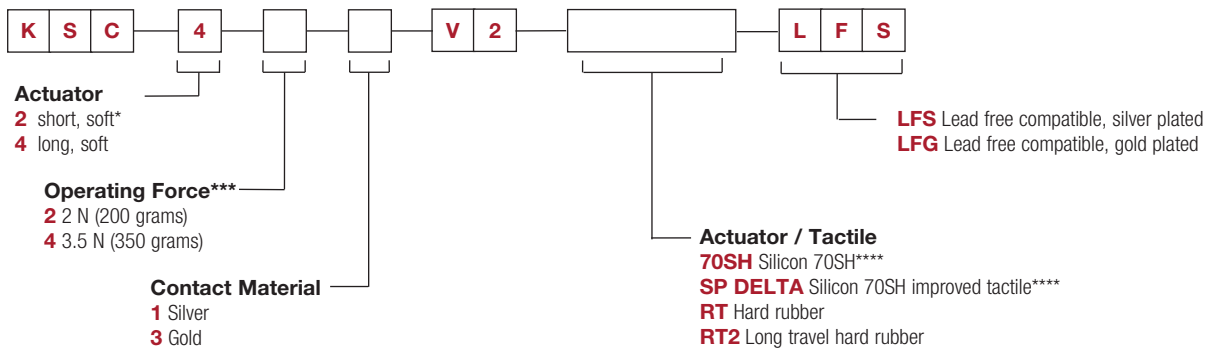 K S C 4 V 2 L F S
Actuator
2 short, soft*
4 long, soft
LFS Lead free compatible, silver plated
LFG Lead free compatible, gold plated
Operating Force***
2 2 N (200 grams)
4 3.5 N (350 grams)
Actuator / Tactile
70SH Silicon 70SH****
SP DELTA Silicon 70SH improved tactile****
RT Hard rubber
RT2 Long travel hard rubber
Contact Material
1 Silver
3 Gold